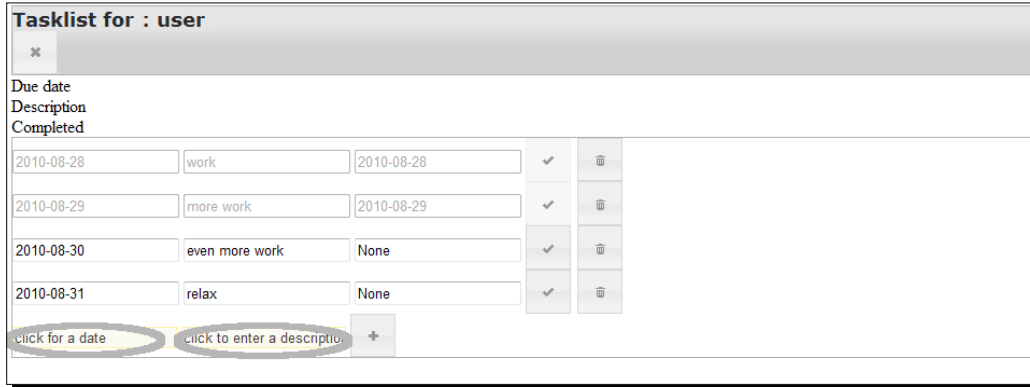 Tasklist for : user
Due date
Description
Completed
2010-08-28 work 2010-08-28
2010-08-29 more work 2010-08-29
2010-08-30 even more work None
2010-08-31 relax None
click for a date click to enter a descriptio